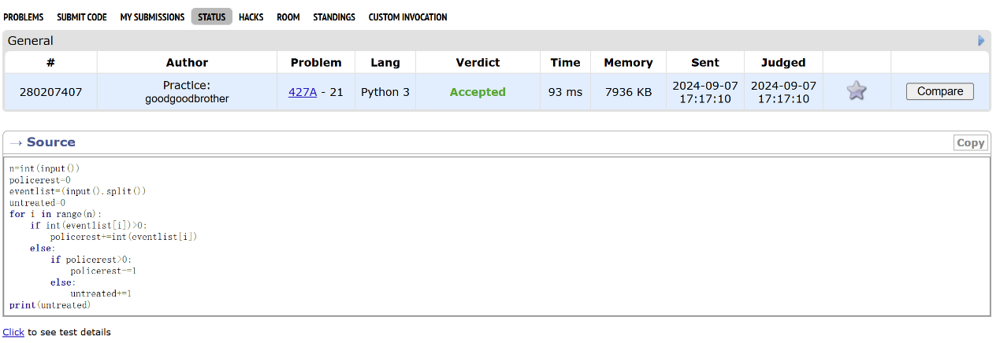 PROBLEMS SUBMIT CODE MY SUBMISSIONS STATUS HACKS ROOM STANDINGS CUSTOM INVOCATION
General
# Author Problem Lang Verdict Time Memory Sent Judged
280207407 Practice: goodgoodbrother 427A - 21 Python 3 Accepted 93 ms 7936 KB 2024-09-07 17:17:10 2024-09-07 17:17:10 Compare
→ Source Copy
n=int(input())
policerest=0
eventlist=(input().split())
untreated=0
for i in range(n):
    if int(eventlist[i])>0:
        policerest+=int(eventlist[i])
    else:
        if policerest>0:
            policerest-=1
        else:
            untreated+=1
print(untreated)
Click to see test details